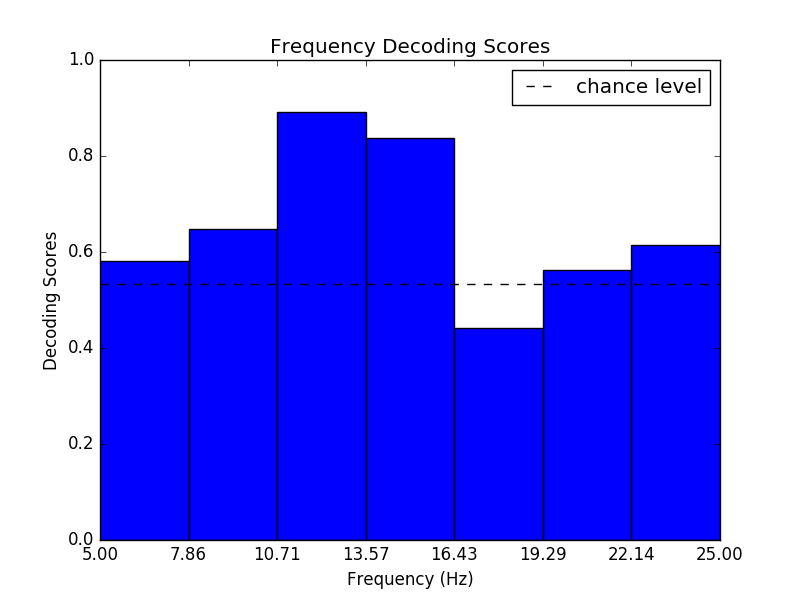 Frequency Decoding Scores
chance level
1.0
0.8
0.6
0.4
0.2
0.0
Decoding Scores
5.00 7.86 10.71 13.57 16.43 19.29 22.14 25.00
Frequency (Hz)